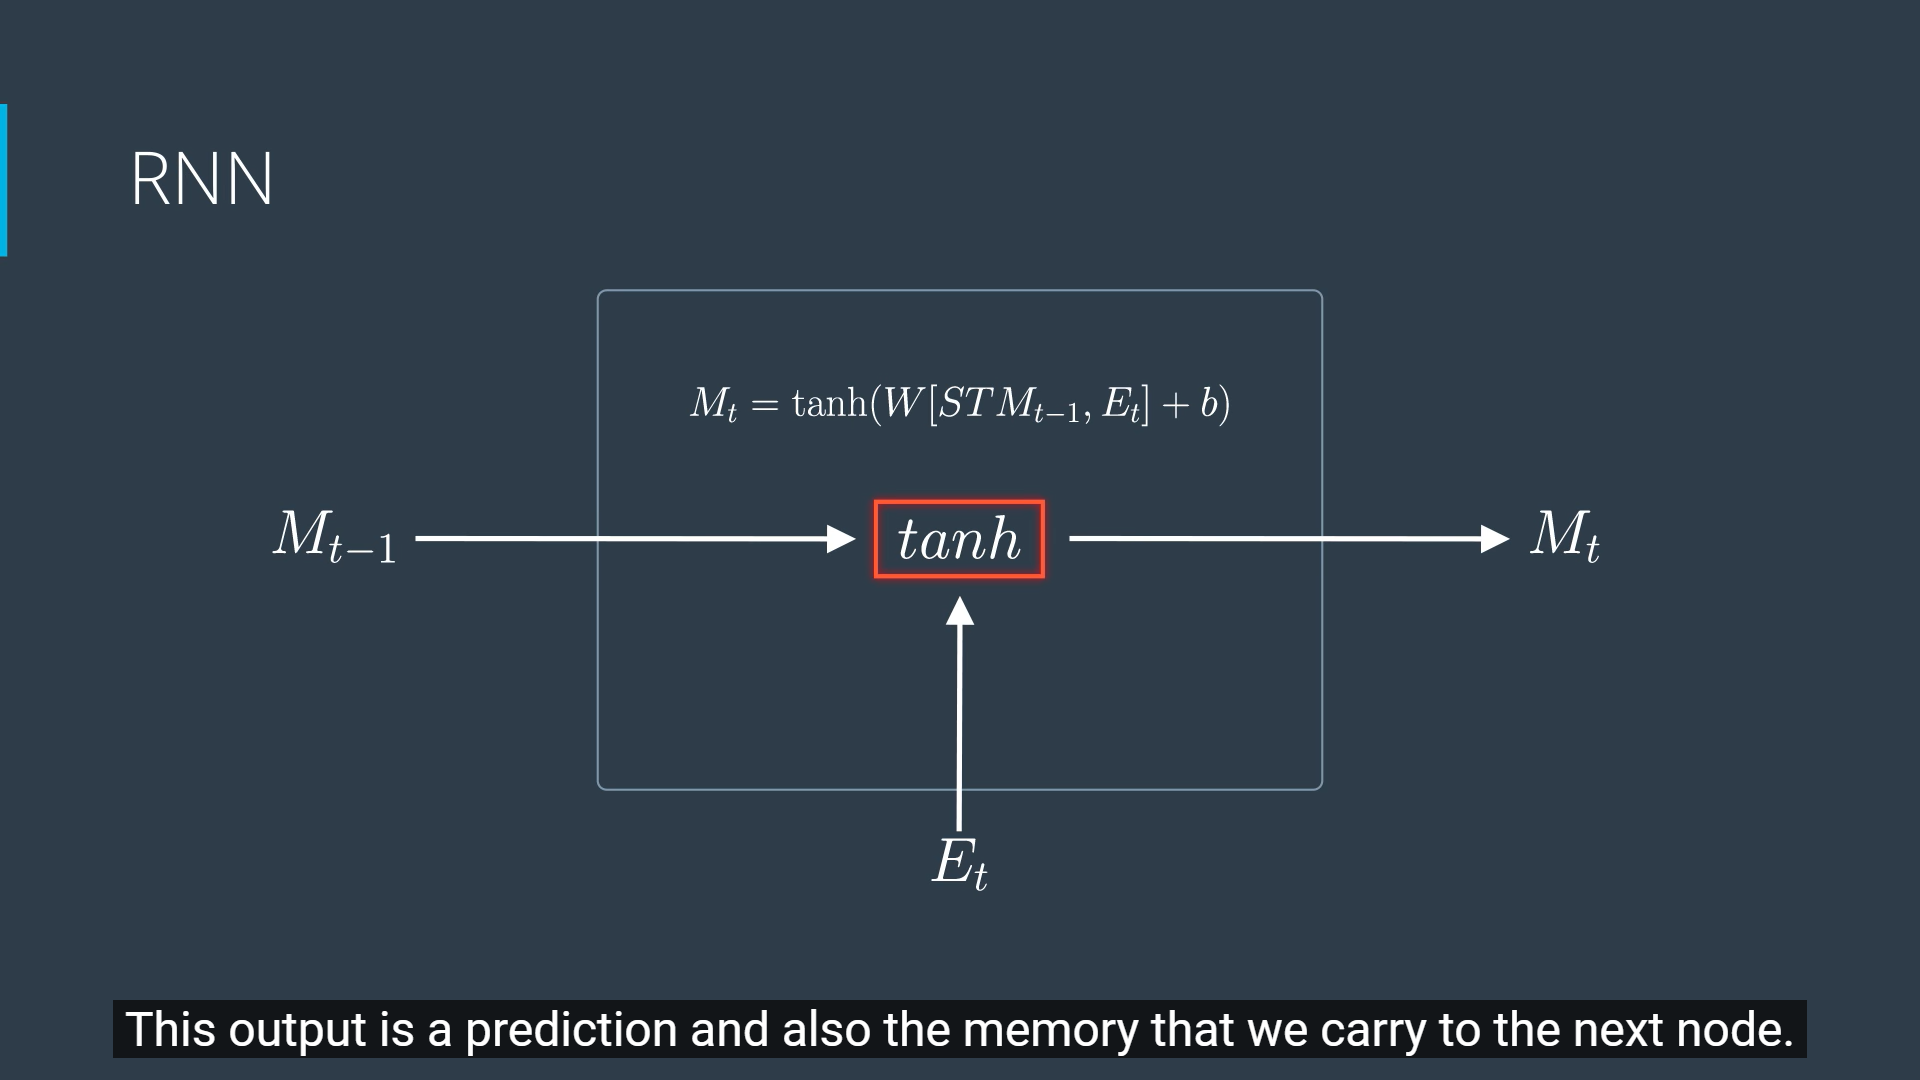 RNN
M_t = tanh(W[STM_{t-1}, E_t] + b)
M_{t-1}
tanh
M_t
E_t
This output is a prediction and also the memory that we carry to the next node.